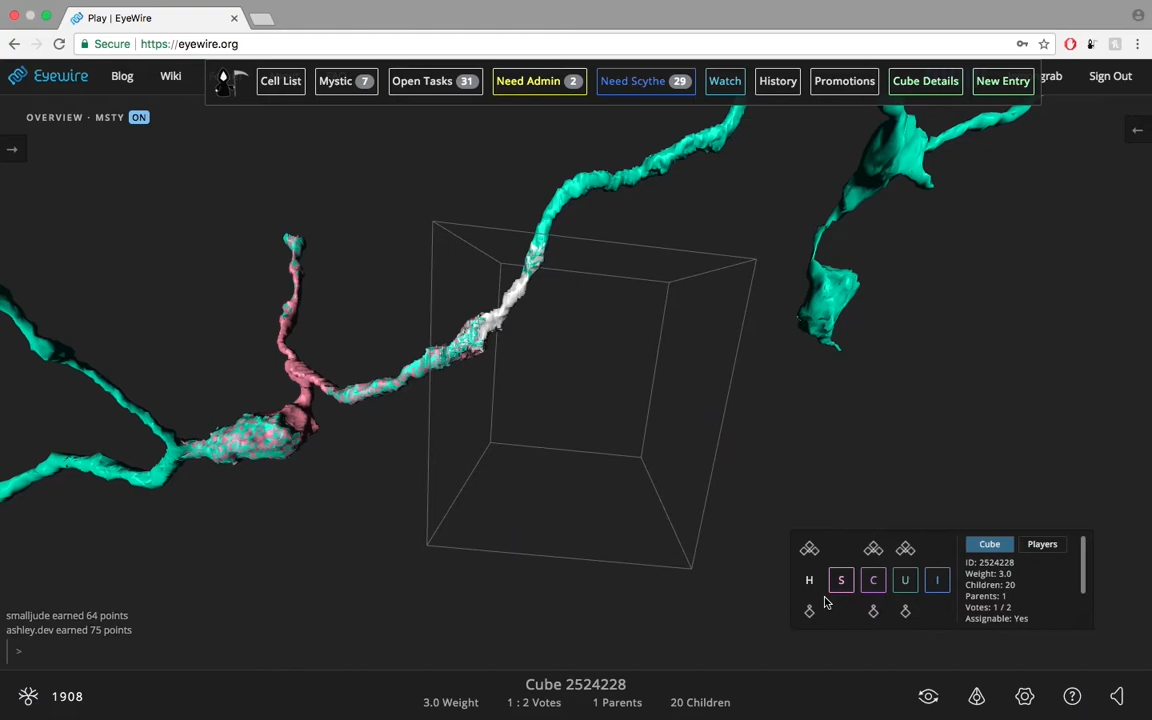 Play | EyeWire
Secure https://eyewire.org
Eyewire Blog Wiki Cell List Mystic 7 Open Tasks 31 Need Admin 2 Need Scythe 29 Watch History Promotions Cube Details New Entry grab Sign Out
OVERVIEW · MSTY ON
Cube Players
ID: 2524228
Weight: 3.0
H S C U I Children: 20
Parents: 1
Votes: 1 / 2
Assignable: Yes
smalljude earned 64 points
ashley.dev earned 75 points
>
1908
Cube 2524228
3.0 Weight 1 : 2 Votes 1 Parents 20 Children